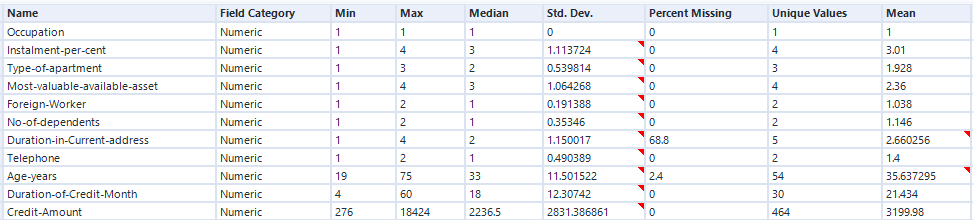 Name Field Category Min Max Median Std. Dev. Percent Missing Unique Values Mean
Occupation Numeric 1 1 1 0 0 1 1
Instalment-per-cent Numeric 1 4 3 1.113724 0 4 3.01
Type-of-apartment Numeric 1 3 2 0.539814 0 3 1.928
Most-valuable-available-asset Numeric 1 4 3 1.064268 0 4 2.36
Foreign-Worker Numeric 1 2 1 0.191388 0 2 1.038
No-of-dependents Numeric 1 2 1 0.35346 0 2 1.146
Duration-in-Current-address Numeric 1 4 2 1.150017 68.8 5 2.660256
Telephone Numeric 1 2 1 0.490389 0 2 1.4
Age-years Numeric 19 75 33 11.501522 2.4 54 35.637295
Duration-of-Credit-Month Numeric 4 60 18 12.30742 0 30 21.434
Credit-Amount Numeric 276 18424 2236.5 2831.386861 0 464 3199.98